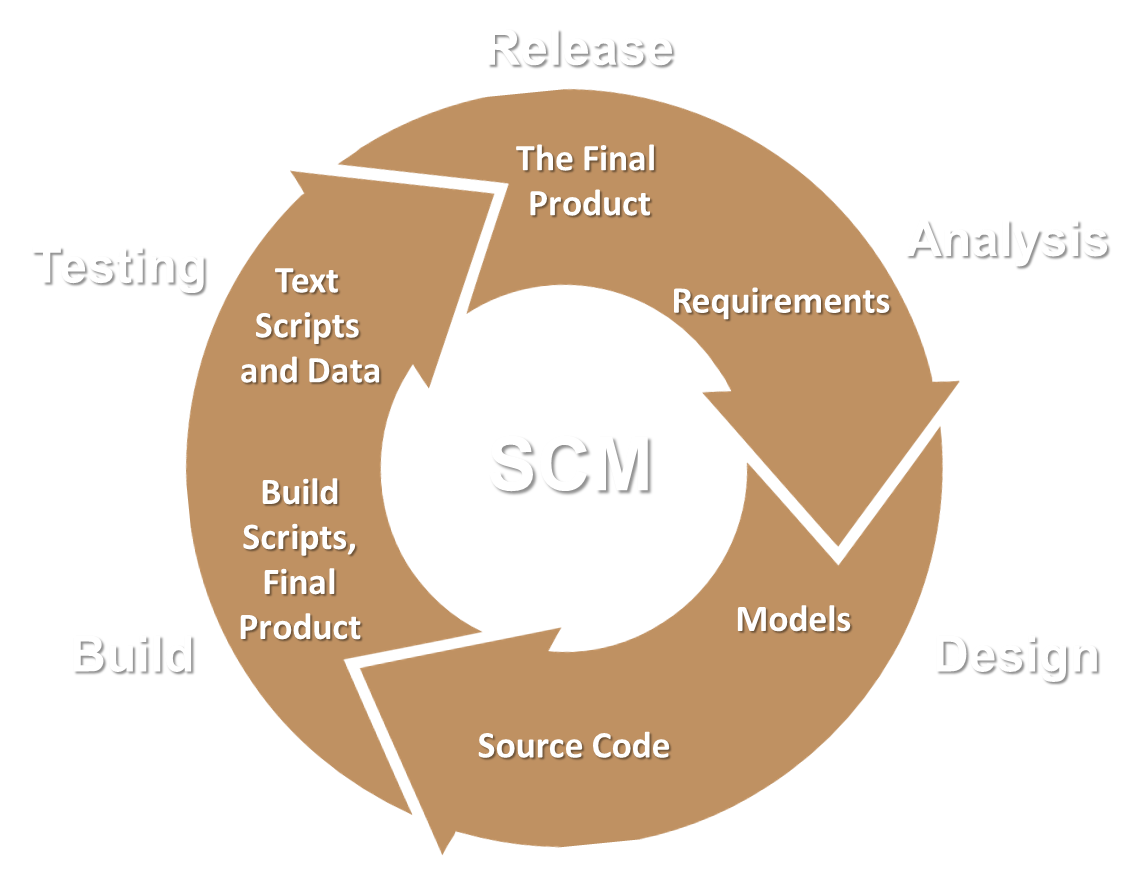 Release
The Final
Product
Analysis
Requirements
Testing
Text
Scripts
and Data
SCM
Build
Scripts,
Final
Product
Models
Build
Design
Source Code